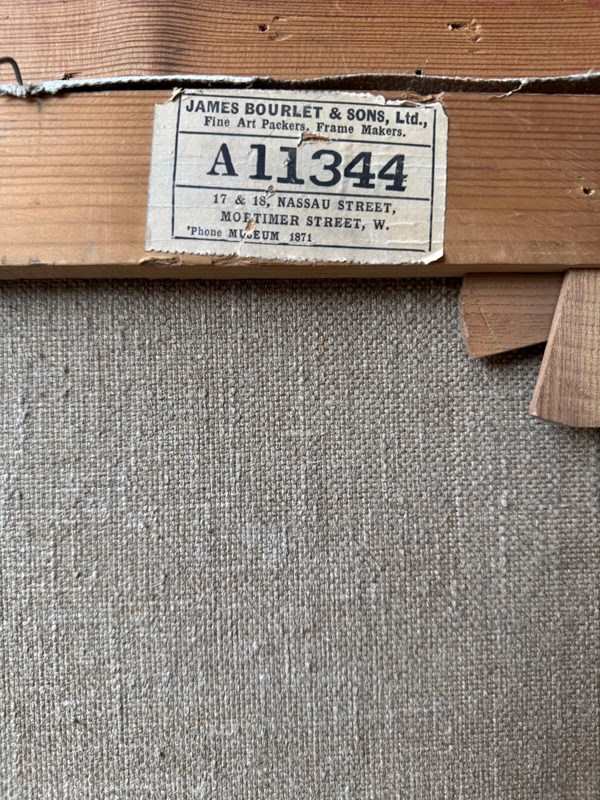 JAMES BOURLET & SONS, Ltd.,
Fine Art Packers, Frame Makers.
A11344
17 & 18, NASSAU STREET,
MORTIMER STREET, W.
'Phone MUSEUM 1871